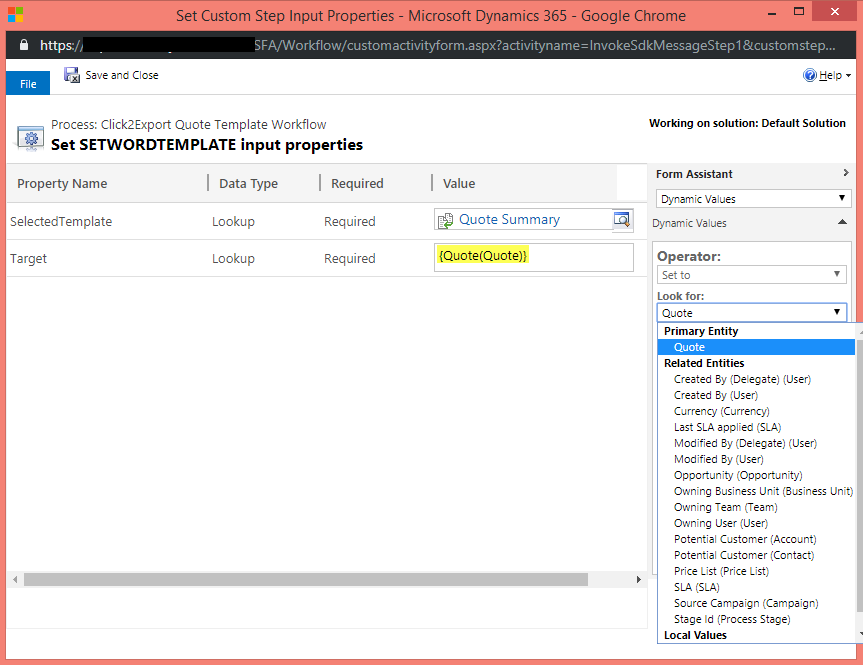 Set Custom Step Input Properties - Microsoft Dynamics 365 - Google Chrome
https:/ SFA/Workflow/customactivityform.aspx?activityname=InvokeSdkMessageStep1&customstep...
File Save and Close Help
Process: Click2Export Quote Template Workflow
Set SETWORDTEMPLATE input properties
Working on solution: Default Solution
Property Name Data Type Required Value
SelectedTemplate Lookup Required Quote Summary
Target Lookup Required {Quote(Quote)}
Form Assistant
Dynamic Values
Dynamic Values
Operator:
Set to
Look for:
Quote
Primary Entity
Quote
Related Entities
Created By (Delegate) (User)
Created By (User)
Currency (Currency)
Last SLA applied (SLA)
Modified By (Delegate) (User)
Modified By (User)
Opportunity (Opportunity)
Owning Business Unit (Business Unit)
Owning Team (Team)
Owning User (User)
Potential Customer (Account)
Potential Customer (Contact)
Price List (Price List)
SLA (SLA)
Source Campaign (Campaign)
Stage Id (Process Stage)
Local Values